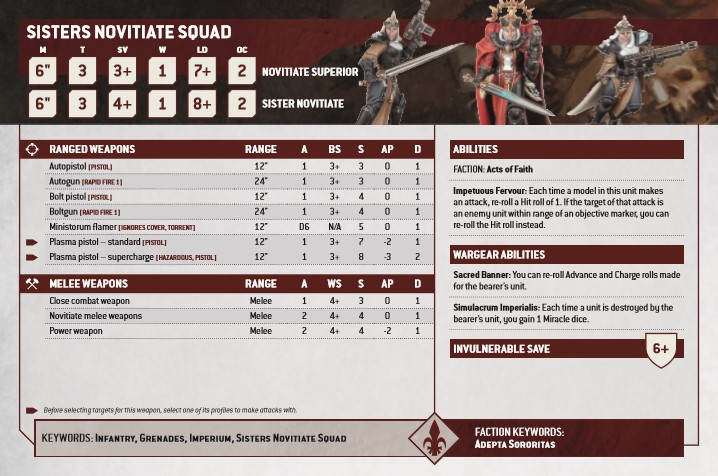 SISTERS NOVITIATE SQUAD
M T SV W LD OC
6" 3 3+ 1 7+ 2 NOVITIATE SUPERIOR
6" 3 4+ 1 8+ 2 SISTER NOVITIATE
RANGED WEAPONS RANGE A BS S AP D
Autopistol [PISTOL] 12" 1 3+ 3 0 1
Autogun [RAPID FIRE 1] 24" 1 3+ 3 0 1
Bolt pistol [PISTOL] 12" 1 3+ 4 0 1
Boltgun [RAPID FIRE 1] 24" 1 3+ 4 0 1
Ministorum flamer [IGNORES COVER, TORRENT] 12" D6 N/A 5 0 1
Plasma pistol – standard [PISTOL] 12" 1 3+ 7 -2 1
Plasma pistol – supercharge [HAZARDOUS, PISTOL] 12" 1 3+ 8 -3 2
MELEE WEAPONS RANGE A WS S AP D
Close combat weapon Melee 1 4+ 3 0 1
Novitiate melee weapons Melee 2 4+ 4 0 1
Power weapon Melee 2 4+ 4 -2 1
Before selecting targets for this weapon, select one of its profiles to make attacks with.
ABILITIES
FACTION: Acts of Faith
Impetuous Fervour: Each time a model in this unit makes
an attack, re-roll a Hit roll of 1. If the target of that attack is
an enemy unit within range of an objective marker, you can
re-roll the Hit roll instead.
WARGEAR ABILITIES
Sacred Banner: You can re-roll Advance and Charge rolls made
for the bearer's unit.
Simulacrum Imperialis: Each time a unit is destroyed by the
bearer's unit, you gain 1 Miracle dice.
INVULNERABLE SAVE 6+
KEYWORDS: INFANTRY, GRENADES, IMPERIUM, SISTERS NOVITIATE SQUAD
FACTION KEYWORDS:
ADEPTA SORORITAS